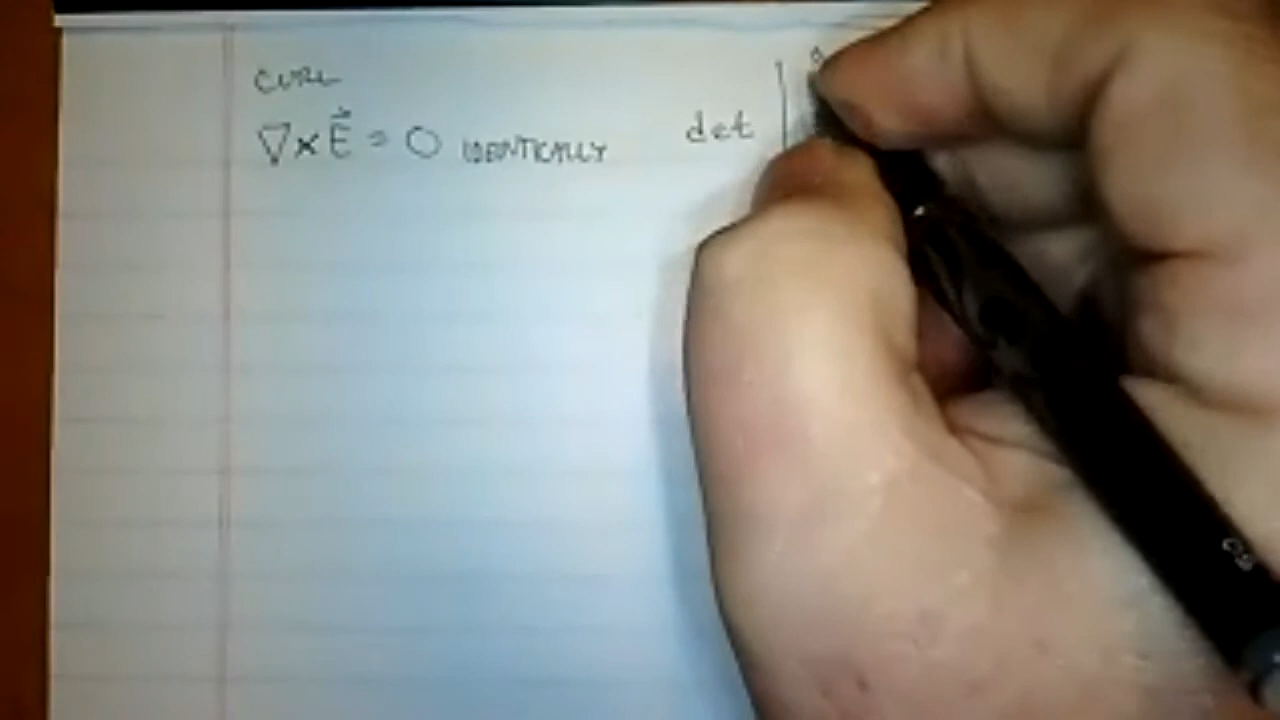 CURL
∇×E⃗ = 0 IDENTICALLY det |